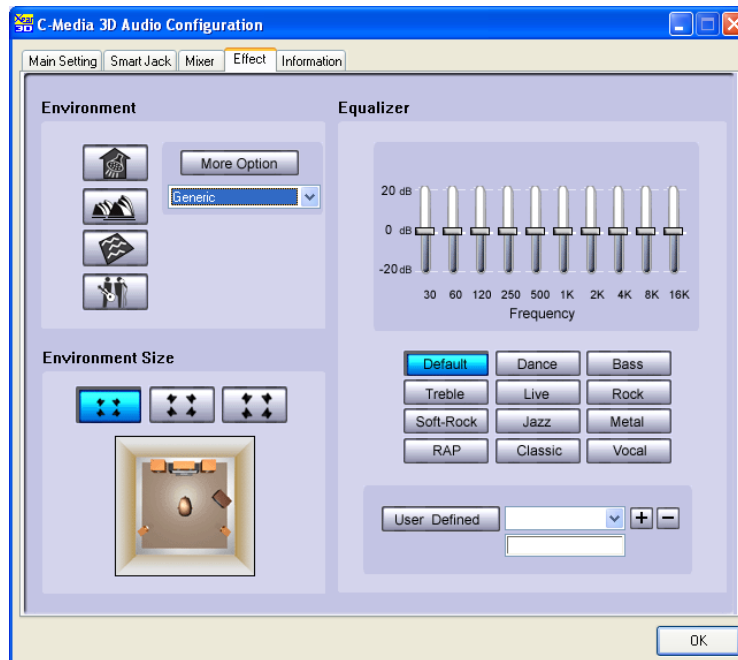 Xear 3D C-Media 3D Audio Configuration
Main Setting Smart Jack Mixer Effect Information
Environment
More Option
Generic
Environment Size
Equalizer
20 dB
0 dB
-20 dB
30 60 120 250 500 1K 2K 4K 8K 16K
Frequency
Default Dance Bass
Treble Live Rock
Soft-Rock Jazz Metal
RAP Classic Vocal
User Defined + −
OK